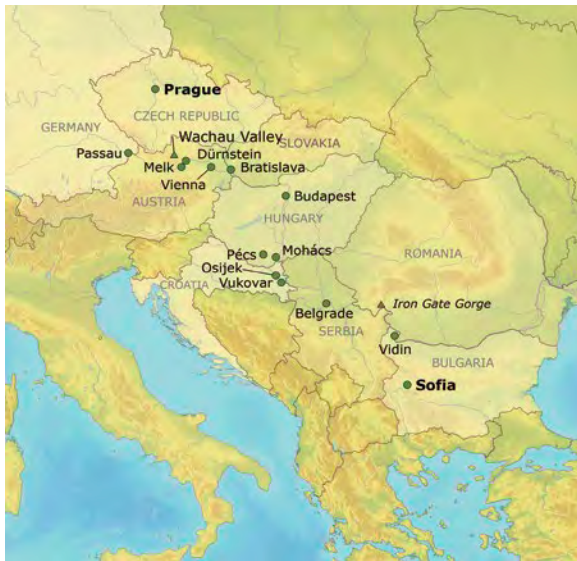 Prague
CZECH REPUBLIC
GERMANY
Wachau Valley
SLOVAKIA
Passau
Dürnstein
Melk
Bratislava
Vienna
Budapest
AUSTRIA
HUNGARY
Pécs
Mohács
ROMANIA
Osijek
CROATIA
Vukovar
Iron Gate Gorge
Belgrade
SERBIA
Vidin
BULGARIA
Sofia